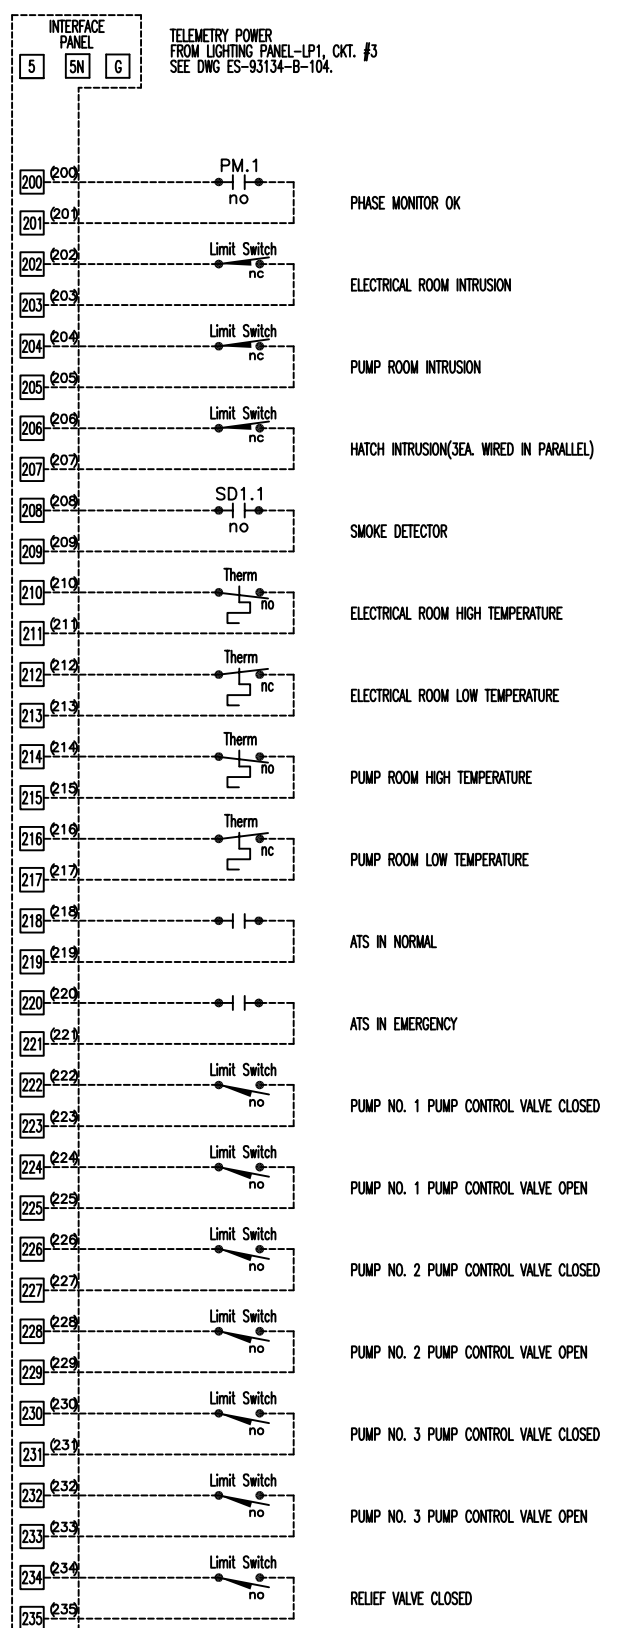 INTERFACE
PANEL
5 5N G
TELEMETRY POWER
FROM LIGHTING PANEL-LP1, CKT. #3
SEE DWG ES-93134-B-104.
200 (200) PM.1
no
201 (201)
PHASE MONITOR OK
202 (202) Limit Switch
nc
203 (203)
ELECTRICAL ROOM INTRUSION
204 (204) Limit Switch
nc
205 (205)
PUMP ROOM INTRUSION
206 (206) Limit Switch
nc
207 (207)
HATCH INTRUSION(3EA. WIRED IN PARALLEL)
208 (208) SD1.1
no
209 (209)
SMOKE DETECTOR
210 (210) Therm
no
211 (211)
ELECTRICAL ROOM HIGH TEMPERATURE
212 (212) Therm
nc
213 (213)
ELECTRICAL ROOM LOW TEMPERATURE
214 (214) Therm
no
215 (215)
PUMP ROOM HIGH TEMPERATURE
216 (216) Therm
nc
217 (217)
PUMP ROOM LOW TEMPERATURE
218 (218)
219 (219)
ATS IN NORMAL
220 (220)
221 (221)
ATS IN EMERGENCY
222 (222) Limit Switch
no
223 (223)
PUMP NO. 1 PUMP CONTROL VALVE CLOSED
224 (224) Limit Switch
no
225 (225)
PUMP NO. 1 PUMP CONTROL VALVE OPEN
226 (226) Limit Switch
no
227 (227)
PUMP NO. 2 PUMP CONTROL VALVE CLOSED
228 (228) Limit Switch
no
229 (229)
PUMP NO. 2 PUMP CONTROL VALVE OPEN
230 (230) Limit Switch
no
231 (231)
PUMP NO. 3 PUMP CONTROL VALVE CLOSED
232 (232) Limit Switch
no
233 (233)
PUMP NO. 3 PUMP CONTROL VALVE OPEN
234 (234) Limit Switch
no
235 (235)
RELIEF VALVE CLOSED